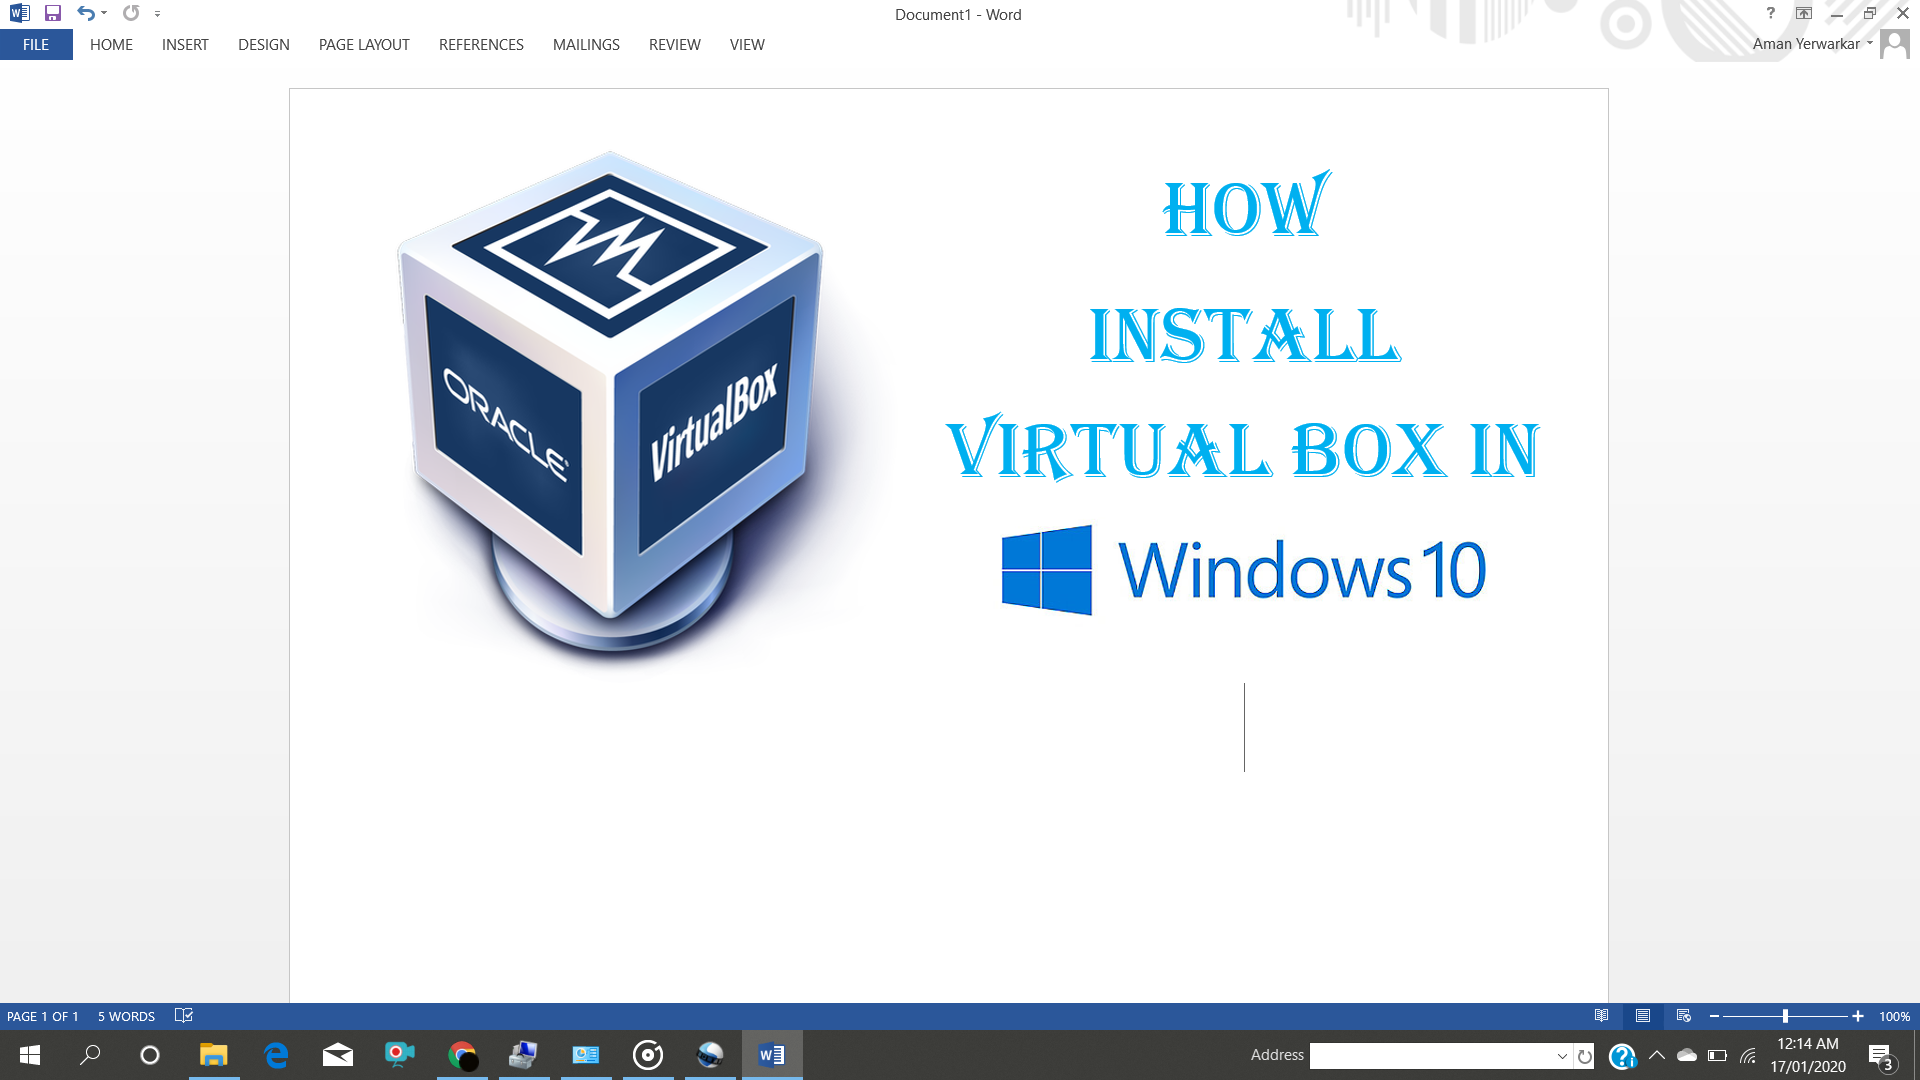 Document1 - Word
FILE HOME INSERT DESIGN PAGE LAYOUT REFERENCES MAILINGS REVIEW VIEW
Aman Yerwarkar
HOW
INSTALL
VIRTUAL BOX IN
Windows 10
ORACLE
VirtualBox
PAGE 1 OF 1 5 WORDS
100%
Address
12:14 AM
17/01/2020
3